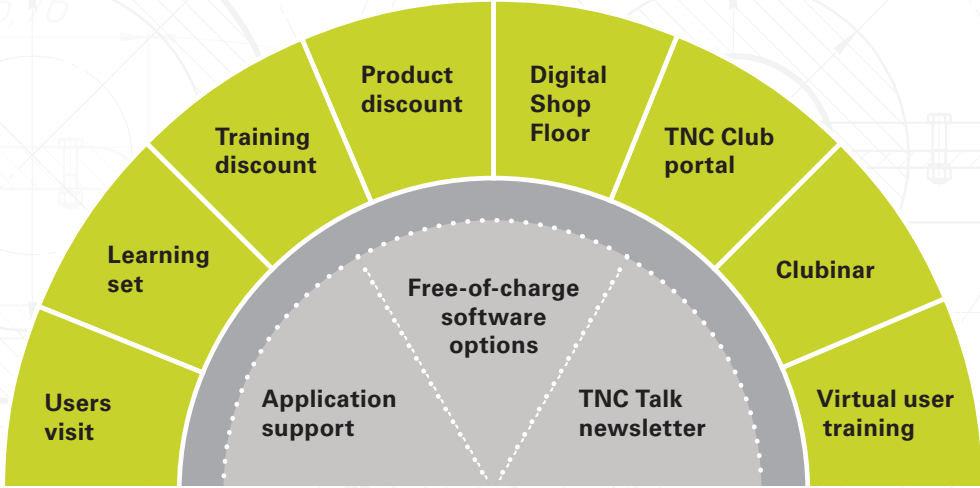 Users
visit
Learning
set
Training
discount
Product
discount
Digital
Shop
Floor
TNC Club
portal
Clubinar
Virtual user
training
Application
support
Free-of-charge
software
options
TNC Talk
newsletter